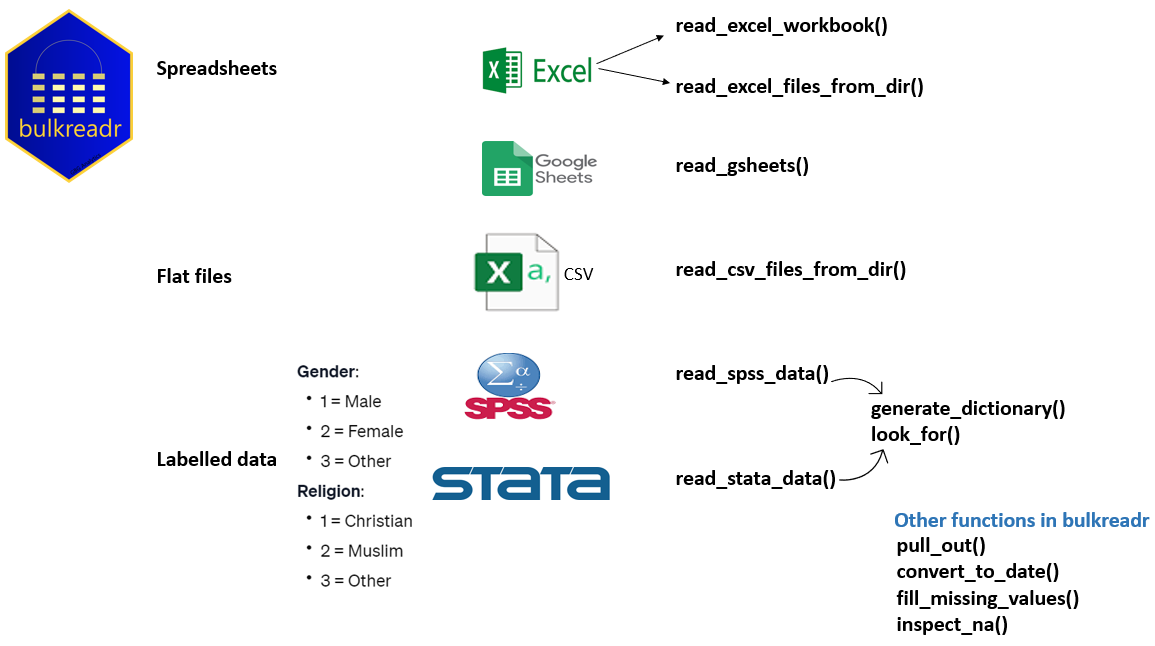 bulkreadr
Spreadsheets
Excel
read_excel_workbook()
read_excel_files_from_dir()
Google
Sheets
read_gsheets()
Flat files
X
a,
CSV
read_csv_files_from_dir()
Labelled data
Gender:
• 1 = Male
• 2 = Female
• 3 = Other
Religion:
• 1 = Christian
• 2 = Muslim
• 3 = Other
Σ α
÷
SPSS
STATA
read_spss_data()
read_stata_data()
generate_dictionary()
look_for()
Other functions in bulkreadr
pull_out()
convert_to_date()
fill_missing_values()
inspect_na()